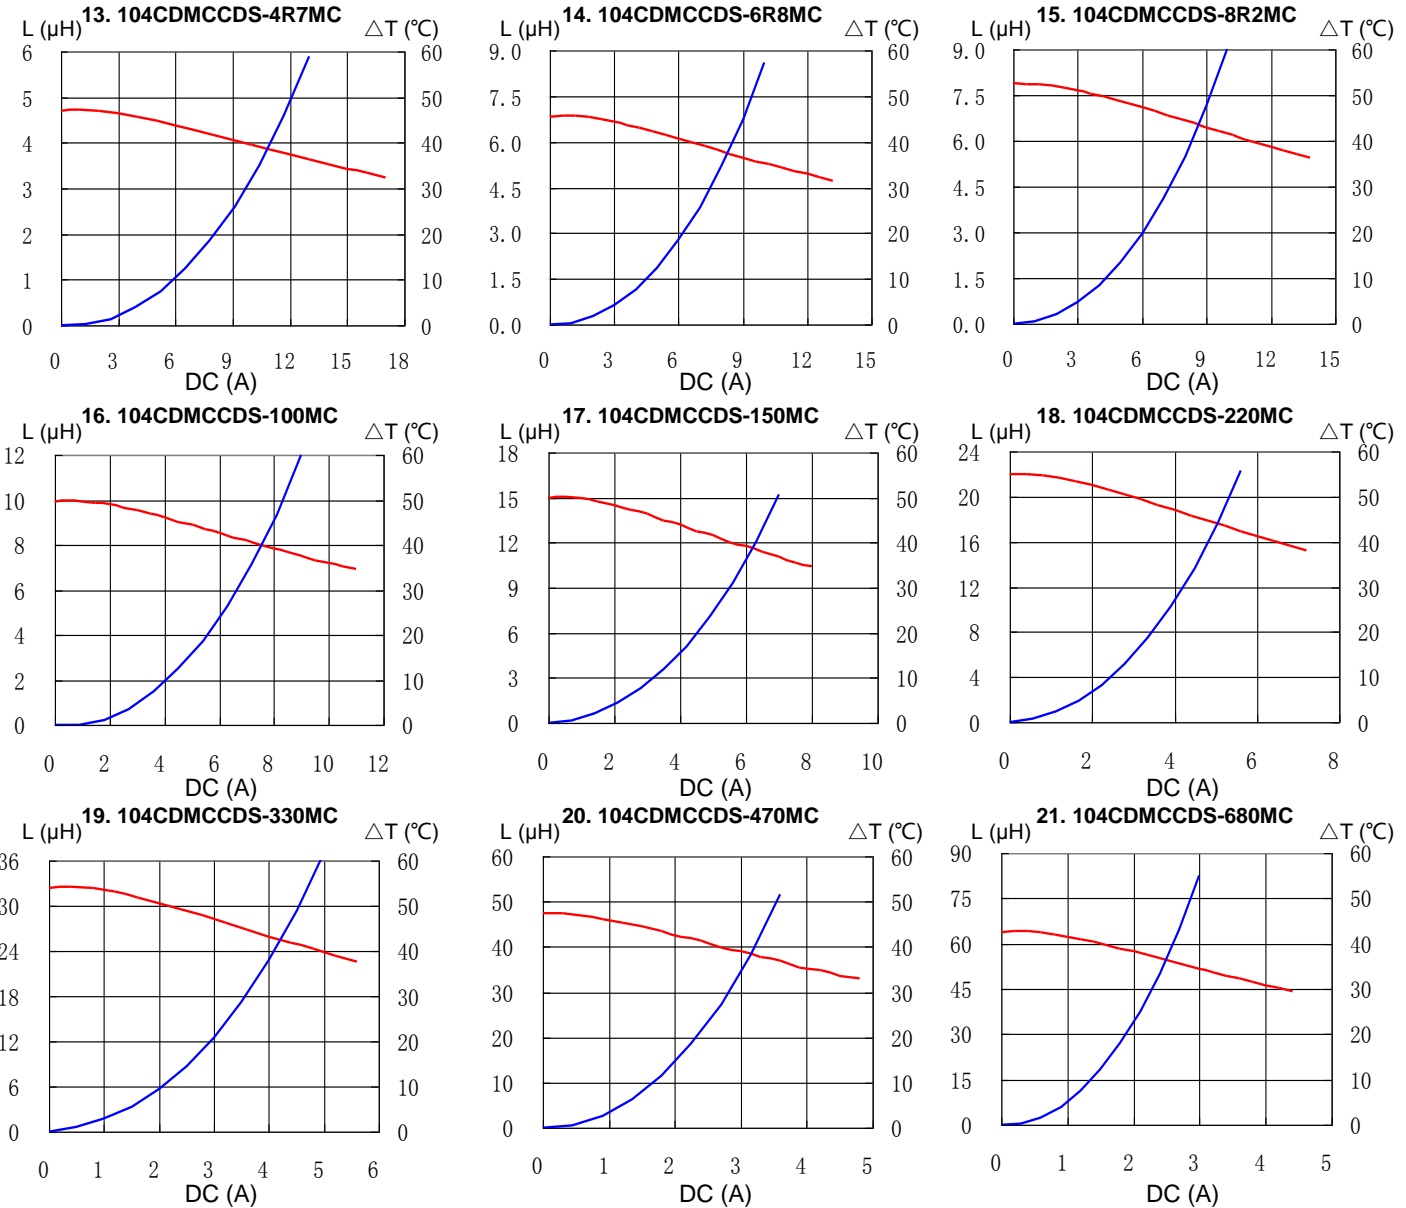 13. 104CDMCCDS-4R7MC
L (μH) △T (℃)
6 60
5 50
4 40
3 30
2 20
1 10
0 0
0 3 6 9 12 15 18
DC (A)
14. 104CDMCCDS-6R8MC
L (μH) △T (℃)
9.0 60
7.5 50
6.0 40
4.5 30
3.0 20
1.5 10
0.0 0
0 3 6 9 12 15
DC (A)
15. 104CDMCCDS-8R2MC
L (μH) △T (℃)
9.0 60
7.5 50
6.0 40
4.5 30
3.0 20
1.5 10
0.0 0
0 3 6 9 12 15
DC (A)
16. 104CDMCCDS-100MC
L (μH) △T (℃)
12 60
10 50
8 40
6 30
4 20
2 10
0 0
0 2 4 6 8 10 12
DC (A)
17. 104CDMCCDS-150MC
L (μH) △T (℃)
18 60
15 50
12 40
9 30
6 20
3 10
0 0
0 2 4 6 8 10
DC (A)
18. 104CDMCCDS-220MC
L (μH) △T (℃)
24 60
20 50
16 40
12 30
8 20
4 10
0 0
0 2 4 6 8
DC (A)
19. 104CDMCCDS-330MC
L (μH) △T (℃)
36 60
30 50
24 40
18 30
12 20
6 10
0 0
0 1 2 3 4 5 6
DC (A)
20. 104CDMCCDS-470MC
L (μH) △T (℃)
60 60
50 50
40 40
30 30
20 20
10 10
0 0
0 1 2 3 4 5
DC (A)
21. 104CDMCCDS-680MC
L (μH) △T (℃)
90 60
75 50
60 40
45 30
30 20
15 10
0 0
0 1 2 3 4 5
DC (A)